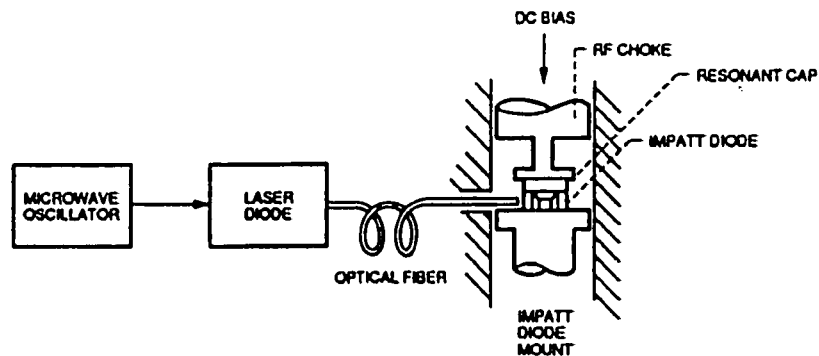 DC BIAS
RF CHOKE
RESONANT CAP
IMPATT DIODE
MICROWAVE
OSCILLATOR
LASER
DIODE
OPTICAL FIBER
IMPATT
DIODE
MOUNT